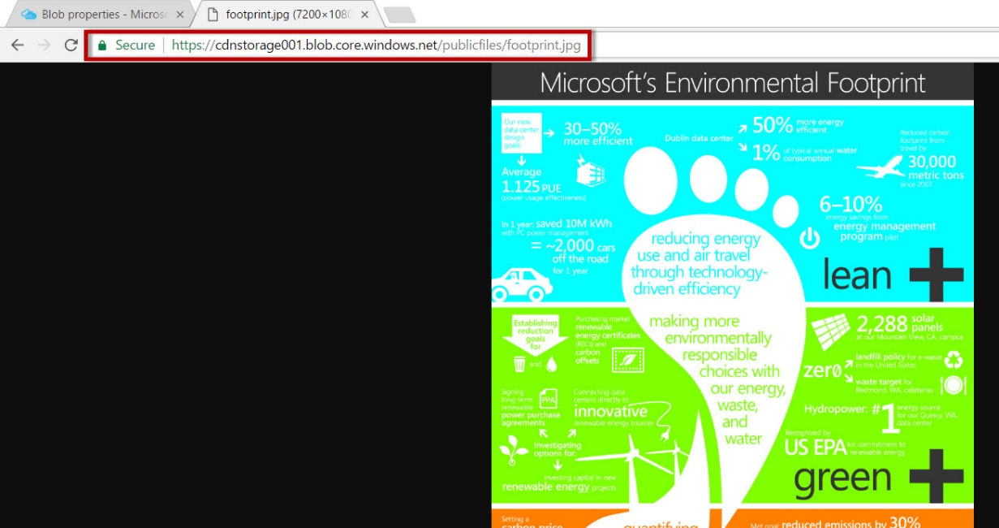 Blob properties - Micros
footprint.jpg (7200×1080
Secure
https://cdnstorage001.blob.core.windows.net/publicfiles/footprint.jpg
Microsoft's Environmental Footprint
Our new
data center
design
goals:
30–50%
more efficient
Average
1.125 PUE
(power usage effectiveness)
Dublin data center
50% more energy
efficient
1% of typical annual water
consumption
Reduced carbon
footprint from
travel by
30,000
metric tons
since 2007
In 1 year: saved 10M kWh
with PC power management
= ~2,000 cars
off the road
for 1 year
6–10%
energy savings from
energy management
program pilot
reducing energy
use and air travel
through technology-
driven efficiency
lean +
Establishing
reduction
goals
for
and
Purchasing market
renewable
energy certificates
(RECs) and
carbon
offsets
making more
environmentally
responsible
choices with
our energy,
waste,
and
water
2,288 solar
panels
at our Mountain View, CA, campus
zero
landfill policy for e-waste
in the United States
waste target for
Redmond, WA, cafeterias
Signing
long-term
renewable
power purchase
agreements
PPA
Connecting data
centers directly to
innovative
renewable energy sources
Hydropower: #1 energy source
for our Quincy, WA,
data center
Investigating
options for:
Investing capital in new
renewable energy projects
Recognized by
US EPA for commitment to
renewable energy
green +
Setting a
carbon price
quantifying
Met goal: reduced emissions by 30%